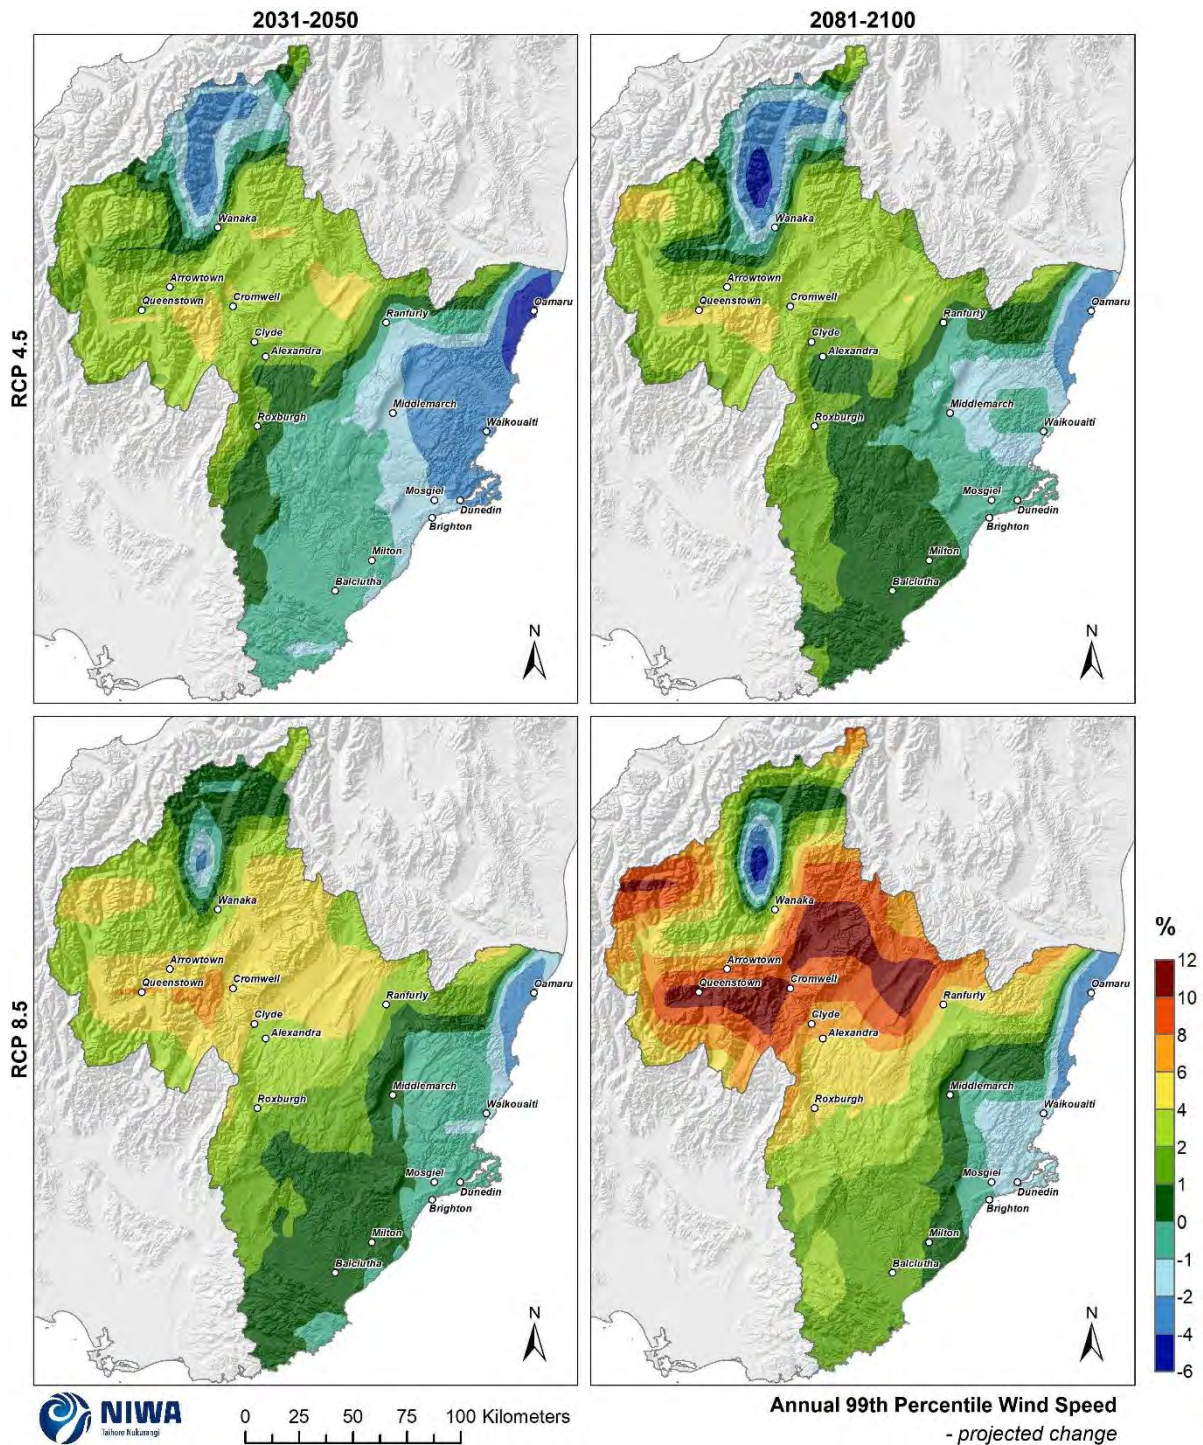 2031-2050
2081-2100
RCP 4.5
Wanaka
Arrowtown
Queenstown
Cromwell
Clyde
Alexandra
Ranfurly
Oamaru
Roxburgh
Middlemarch
Waikouaiti
Mosgiel
Dunedin
Brighton
Milton
Balclutha
N
Wanaka
Arrowtown
Queenstown
Cromwell
Clyde
Alexandra
Ranfurly
Oamaru
Roxburgh
Middlemarch
Waikouaiti
Mosgiel
Dunedin
Brighton
Milton
Balclutha
N
RCP 8.5
Wanaka
Arrowtown
Queenstown
Cromwell
Clyde
Alexandra
Ranfurly
Oamaru
Roxburgh
Middlemarch
Waikouaiti
Mosgiel
Dunedin
Brighton
Milton
Balclutha
N
Wanaka
Arrowtown
Queenstown
Cromwell
Clyde
Alexandra
Ranfurly
Oamaru
Roxburgh
Middlemarch
Waikouaiti
Mosgiel
Dunedin
Brighton
Milton
Balclutha
N
%
12
10
8
6
4
2
1
0
-1
-2
-4
-6
NIWA
Taihoro Nukurangi
0 25 50 75 100 Kilometers
Annual 99th Percentile Wind Speed
- projected change